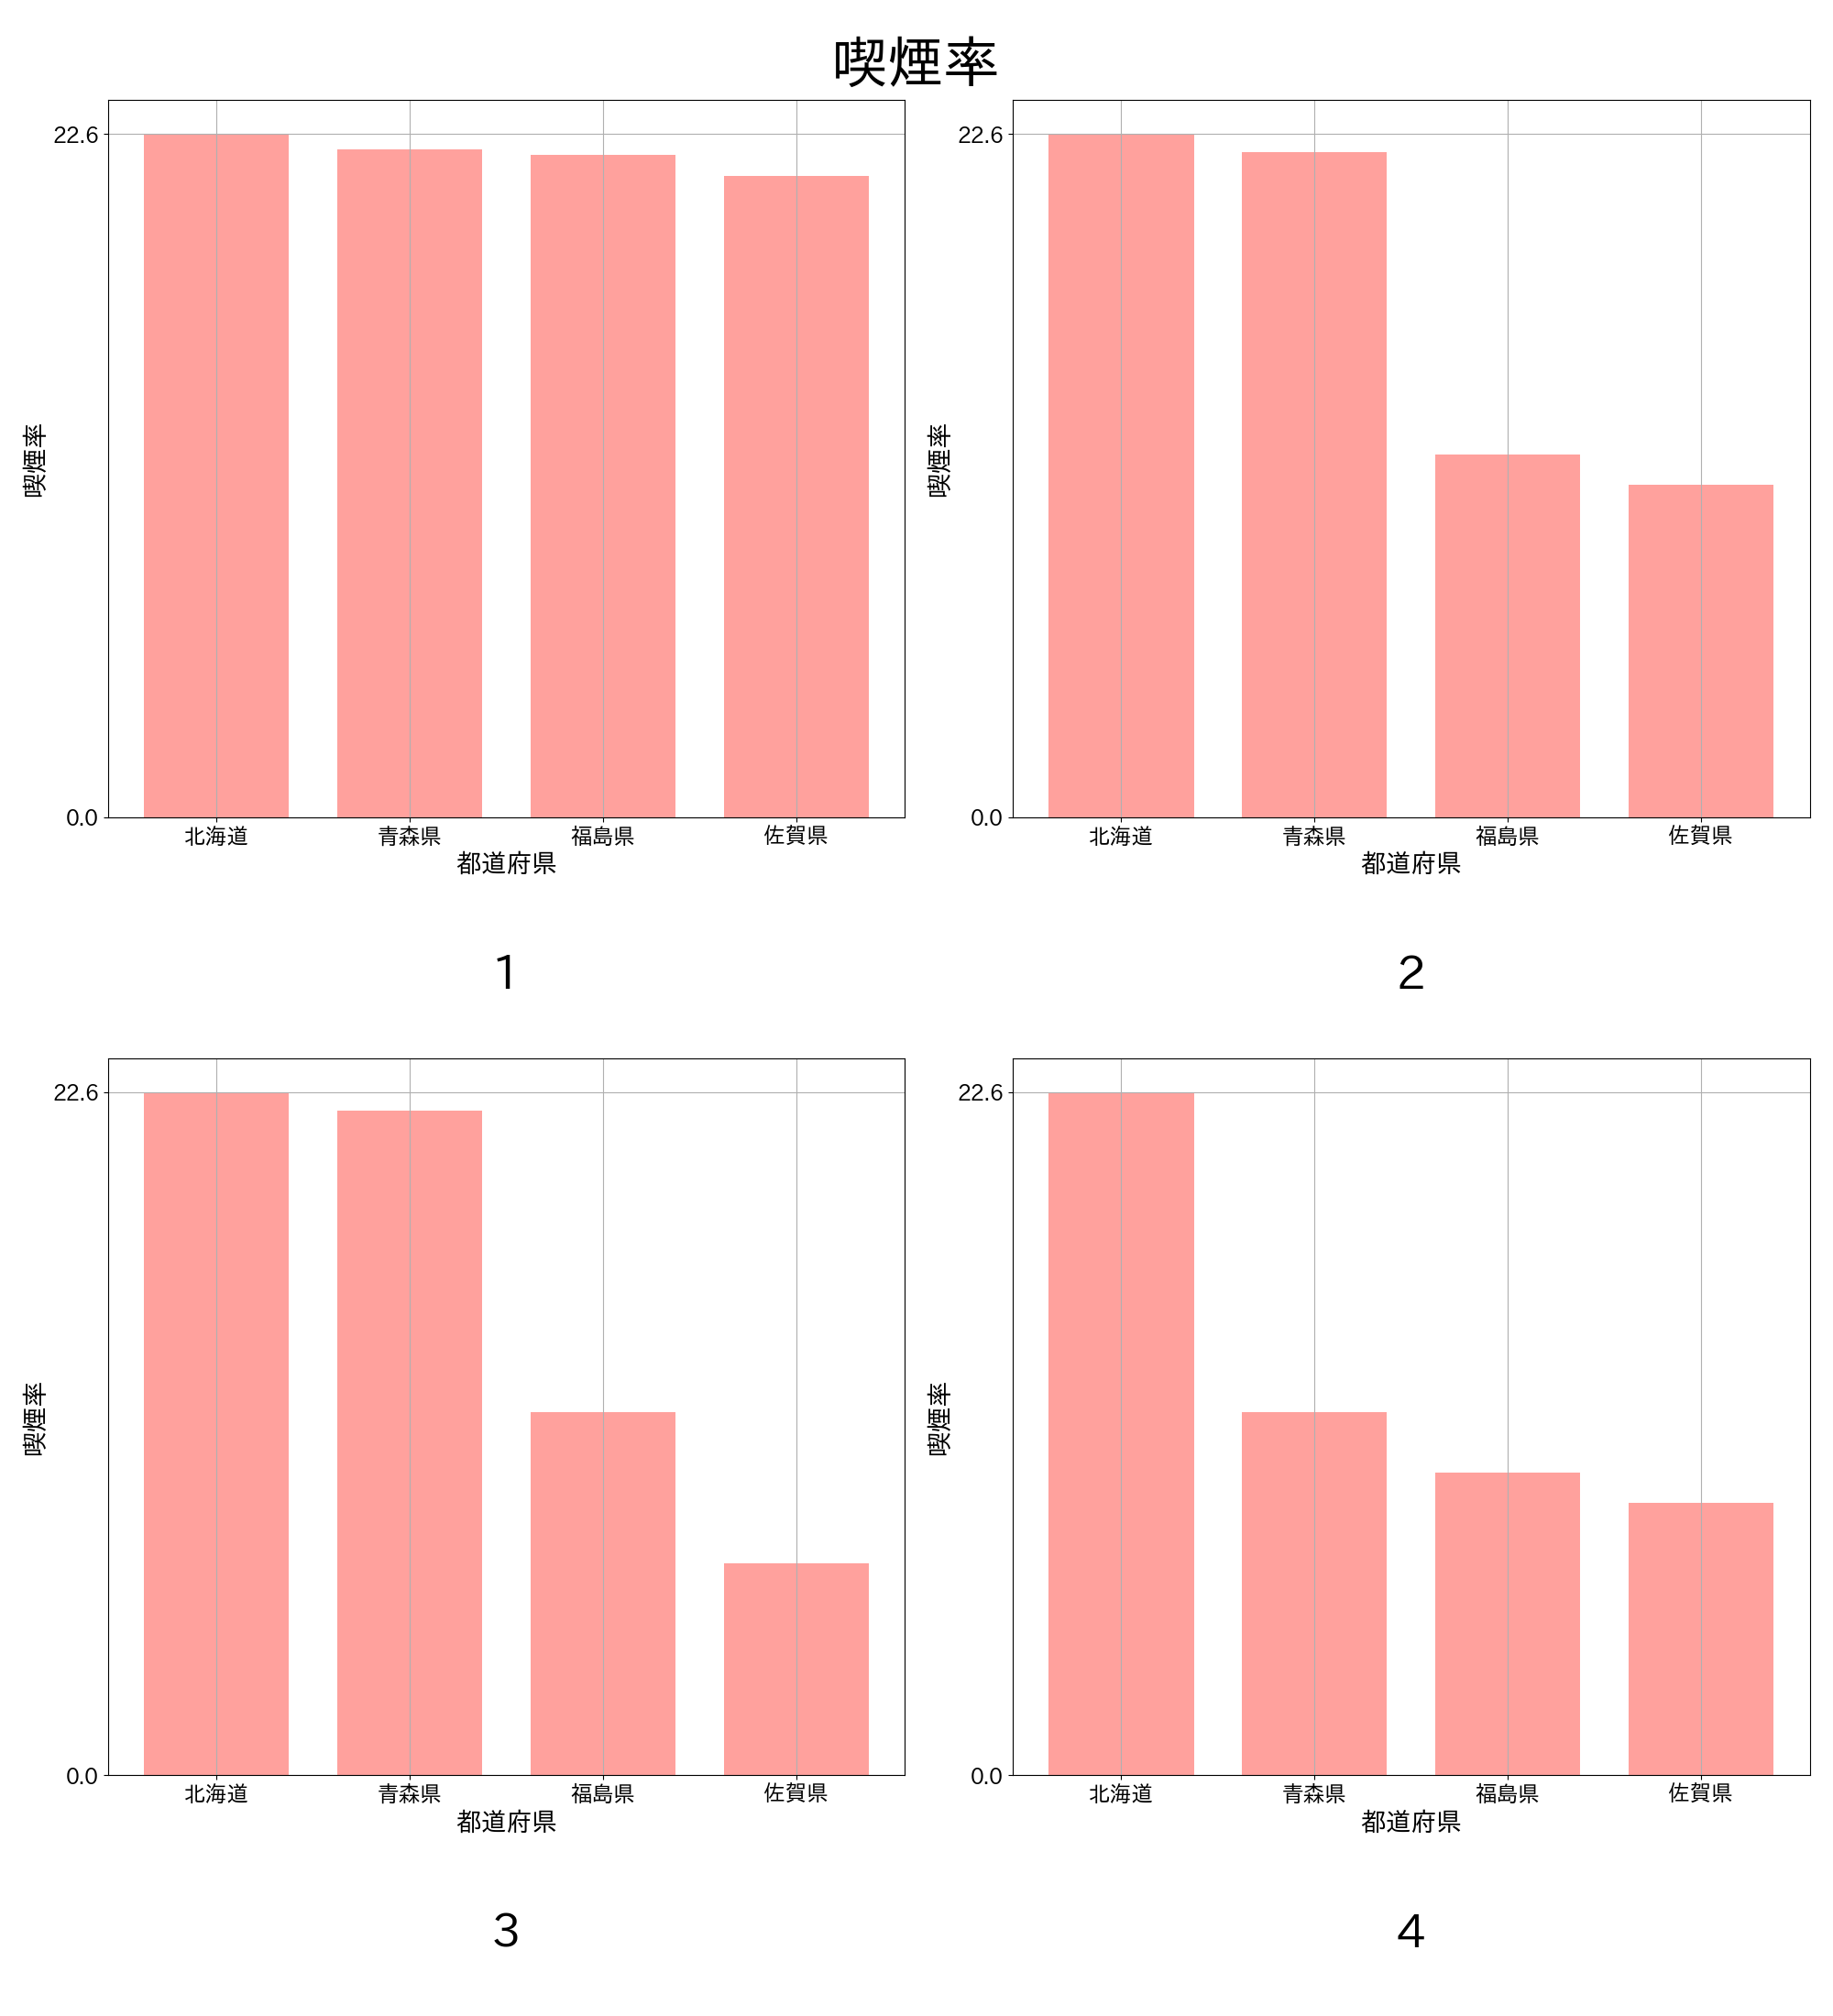 喫煙率
22.6
喫煙率
0.0
北海道 青森県 福島県 佐賀県
都道府県
1
22.6
喫煙率
0.0
北海道 青森県 福島県 佐賀県
都道府県
2
22.6
喫煙率
0.0
北海道 青森県 福島県 佐賀県
都道府県
3
22.6
喫煙率
0.0
北海道 青森県 福島県 佐賀県
都道府県
4